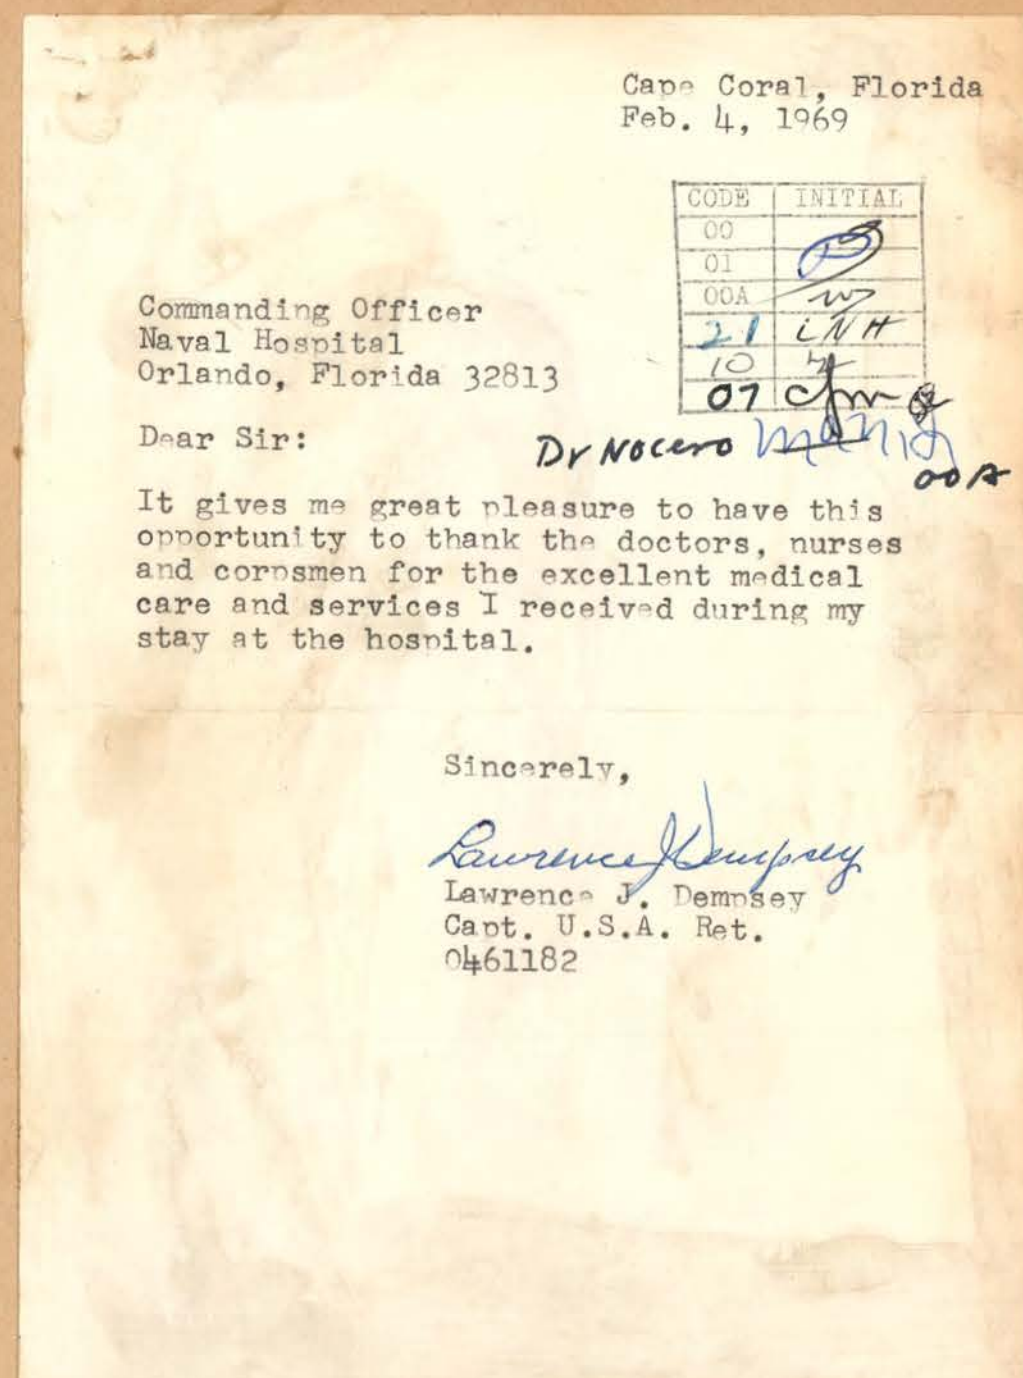 Cape Coral, Florida
Feb. 4, 1969
CODE INITIAL
00
01
00A
21 LNH
10
07
Commanding Officer
Naval Hospital
Orlando, Florida 32813
Dear Sir:
Dr Nocero
00A
It gives me great pleasure to have this
opportunity to thank the doctors, nurses
and corpsmen for the excellent medical
care and services I received during my
stay at the hospital.
Sincerely,
Lawrence J Dempsey
Lawrence J. Dempsey
Capt. U.S.A. Ret.
0461182